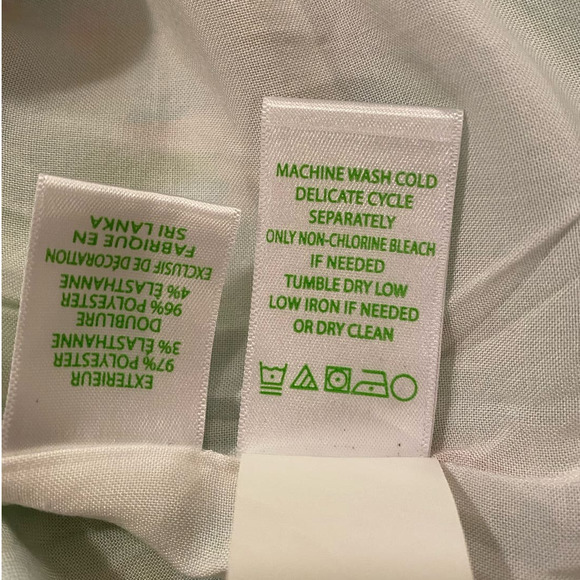 EXTERIEUR
97% POLYESTER
3% ELASTHANNE
DOUBLURE
96% POLYESTER
4% ELASTHANNE
EXCLUSIF DE DÉCORATION
FABRIQUE EN
SRI LANKA
MACHINE WASH COLD
DELICATE CYCLE
SEPARATELY
ONLY NON-CHLORINE BLEACH
IF NEEDED
TUMBLE DRY LOW
LOW IRON IF NEEDED
OR DRY CLEAN